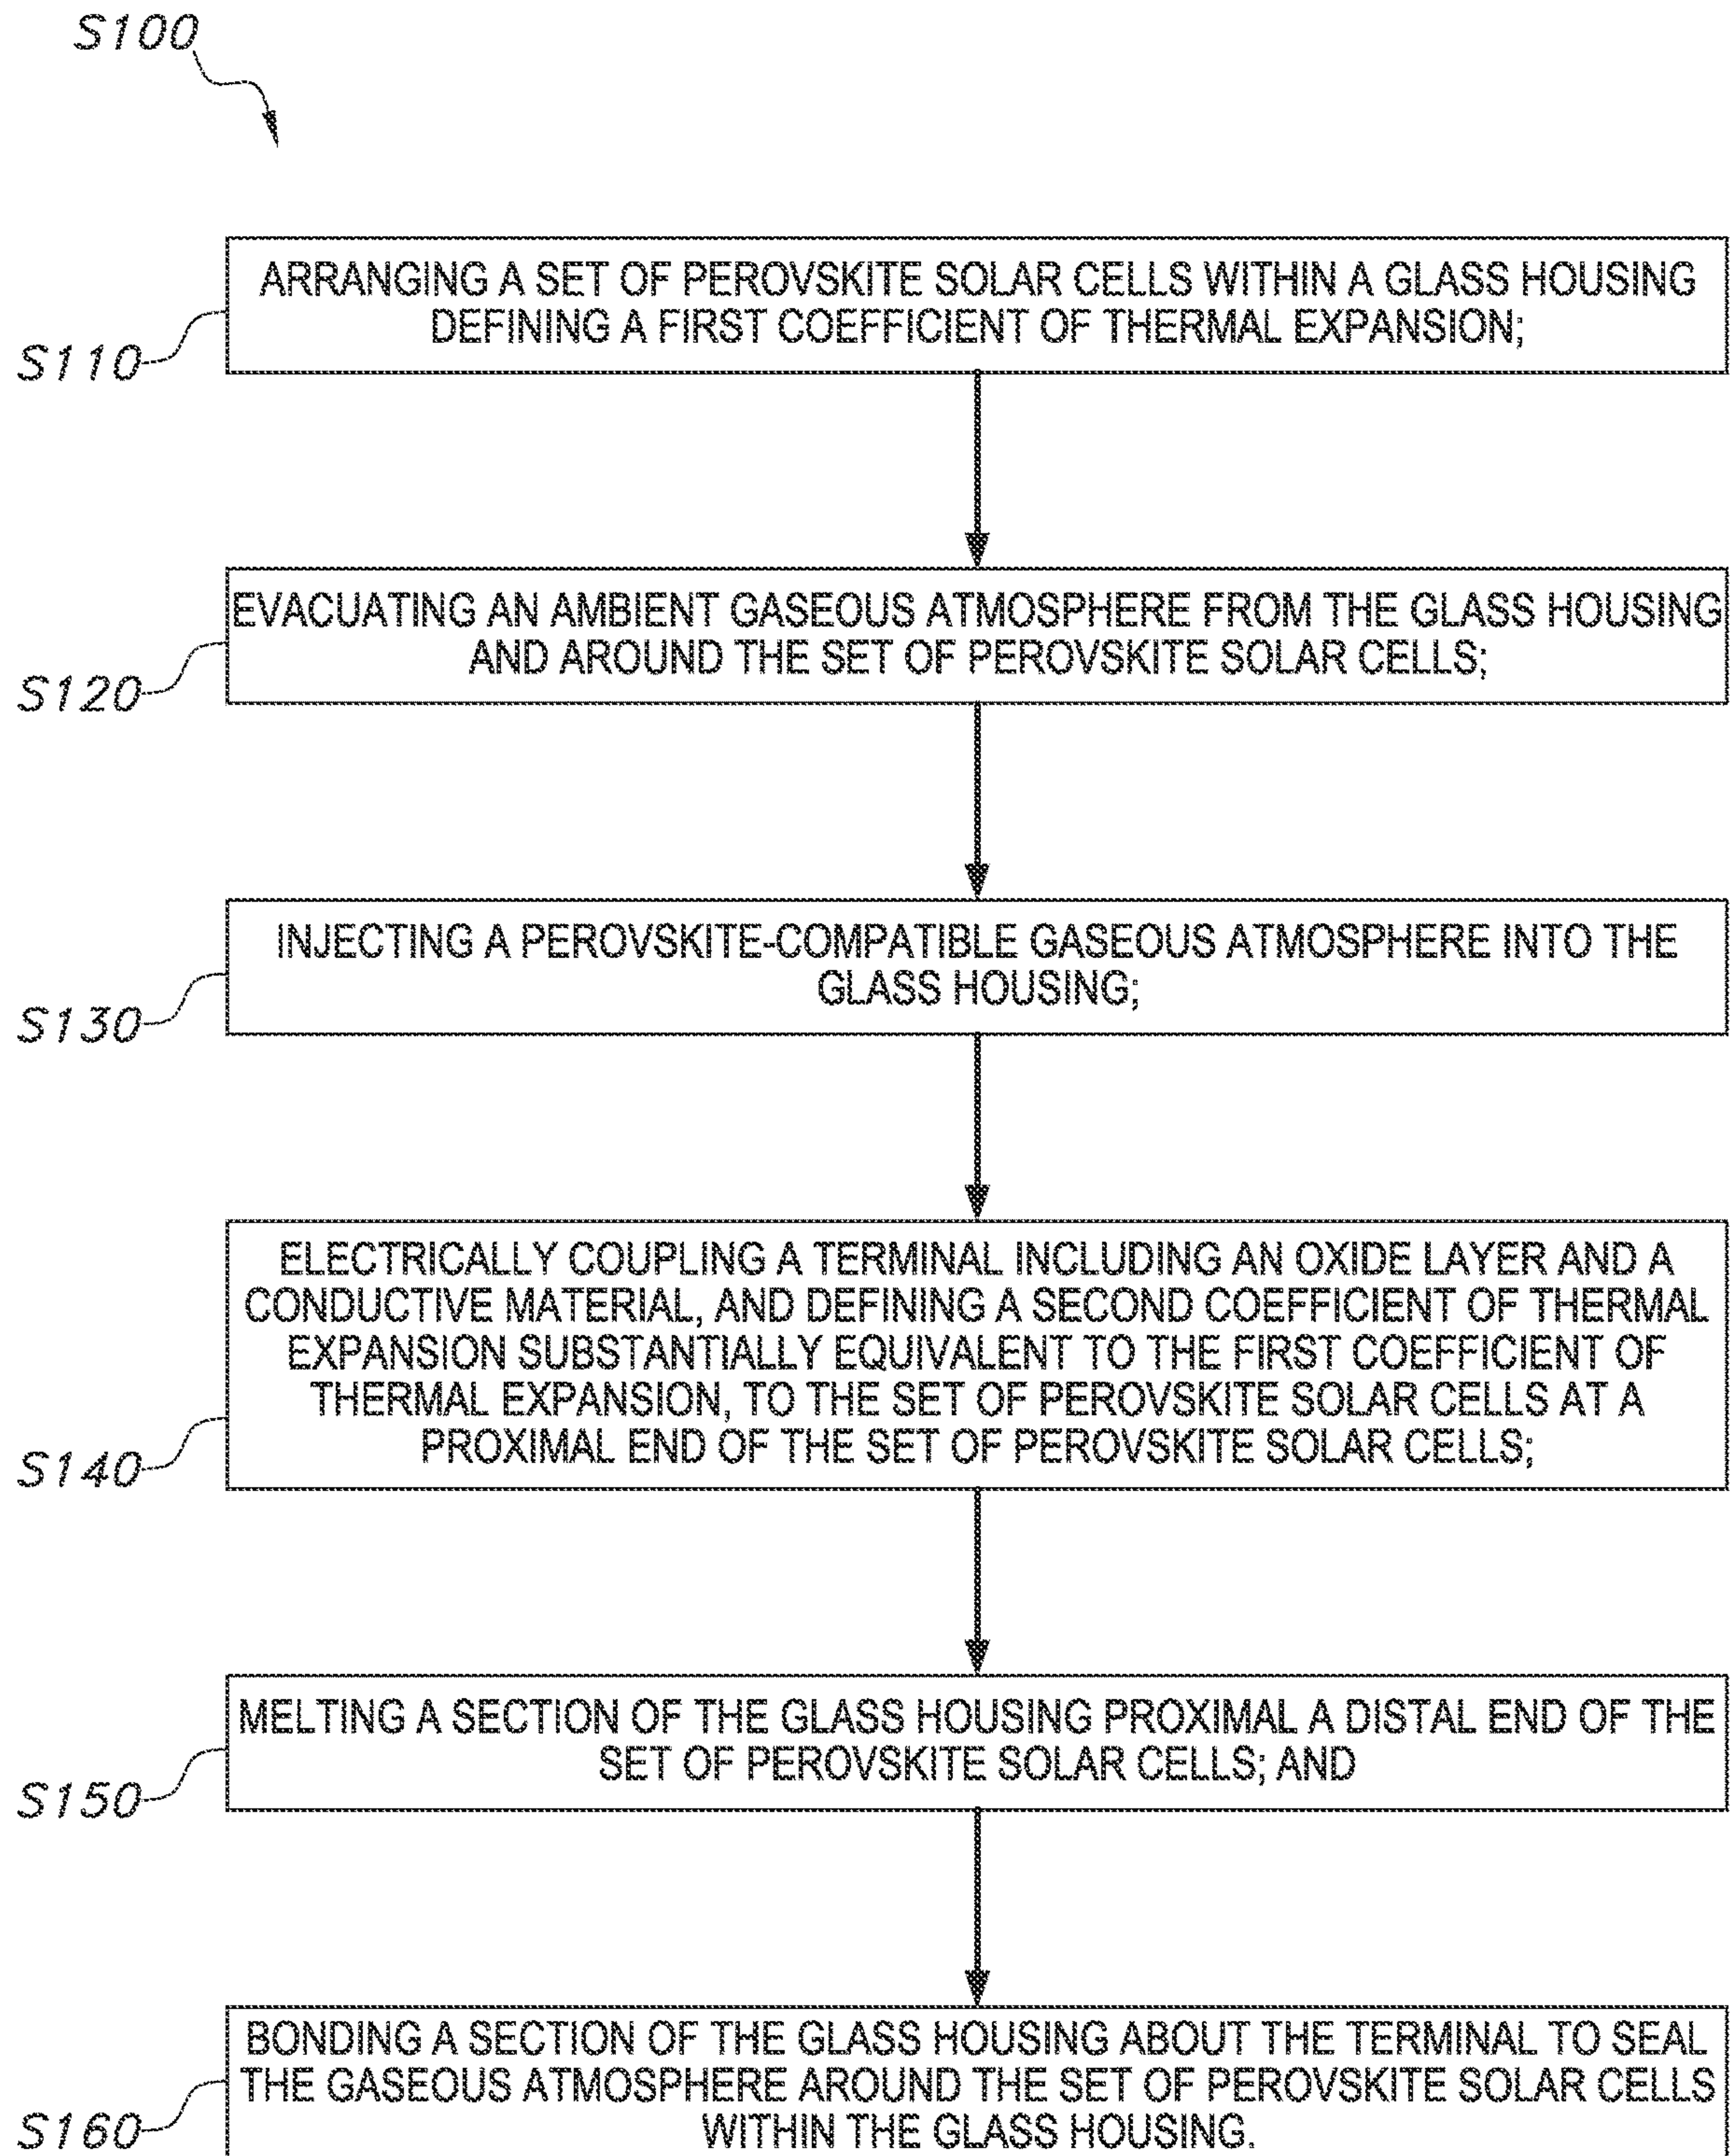 S100
ARRANGING A SET OF PEROVSKITE SOLAR CELLS WITHIN A GLASS HOUSING
DEFINING A FIRST COEFFICIENT OF THERMAL EXPANSION;
S110
EVACUATING AN AMBIENT GASEOUS ATMOSPHERE FROM THE GLASS HOUSING
AND AROUND THE SET OF PEROVSKITE SOLAR CELLS;
S120
INJECTING A PEROVSKITE-COMPATIBLE GASEOUS ATMOSPHERE INTO THE
GLASS HOUSING;
S130
ELECTRICALLY COUPLING A TERMINAL INCLUDING AN OXIDE LAYER AND A
CONDUCTIVE MATERIAL, AND DEFINING A SECOND COEFFICIENT OF THERMAL
EXPANSION SUBSTANTIALLY EQUIVALENT TO THE FIRST COEFFICIENT OF
THERMAL EXPANSION, TO THE SET OF PEROVSKITE SOLAR CELLS AT A
PROXIMAL END OF THE SET OF PEROVSKITE SOLAR CELLS;
S140
MELTING A SECTION OF THE GLASS HOUSING PROXIMAL A DISTAL END OF THE
SET OF PEROVSKITE SOLAR CELLS; AND
S150
BONDING A SECTION OF THE GLASS HOUSING ABOUT THE TERMINAL TO SEAL
THE GASEOUS ATMOSPHERE AROUND THE SET OF PEROVSKITE SOLAR CELLS
WITHIN THE GLASS HOUSING.
S160